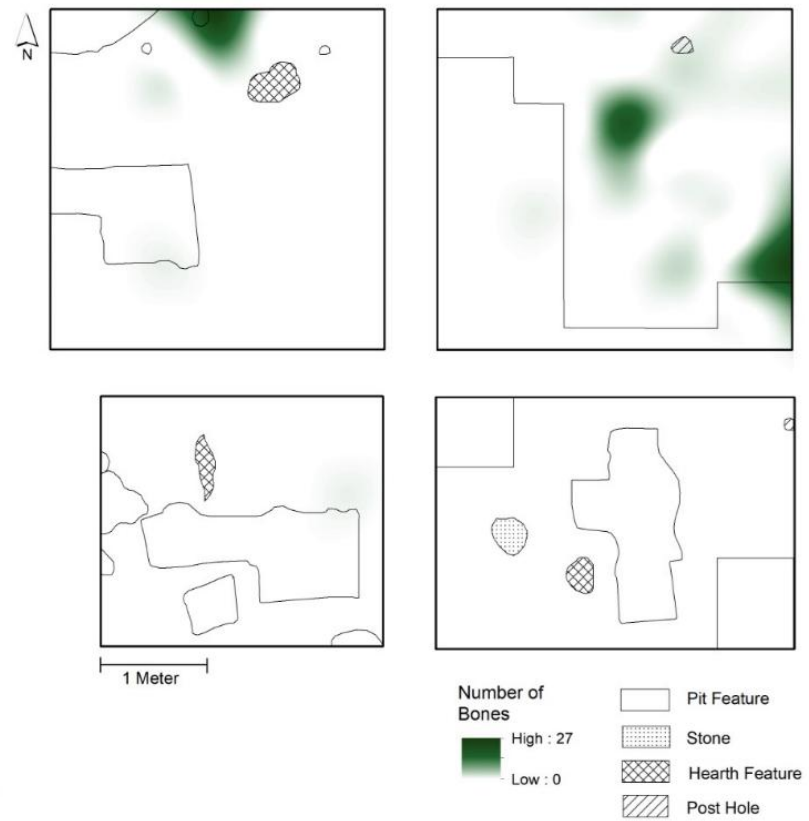 N
1 Meter
Number of
Bones
High : 27
Low : 0
Pit Feature
Stone
Hearth Feature
Post Hole